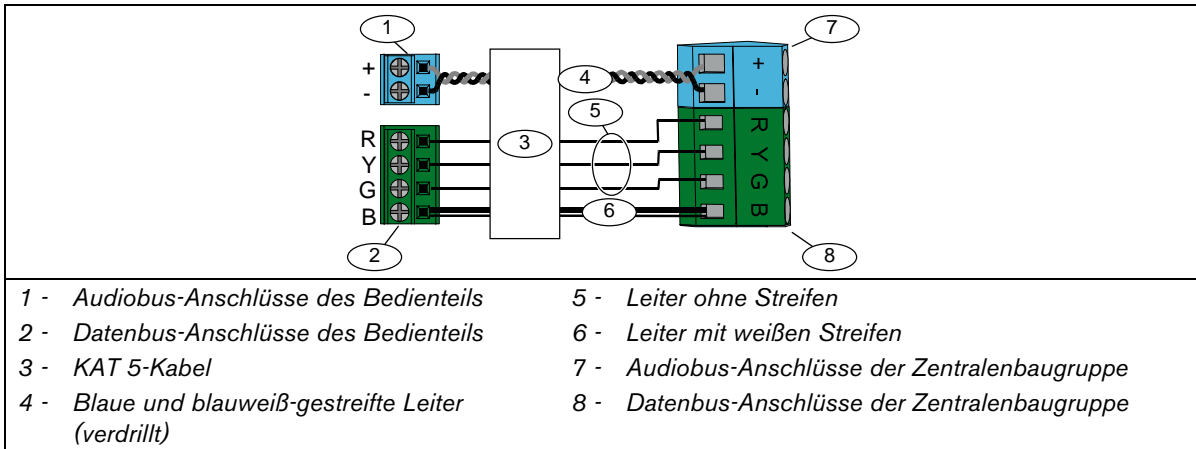 1
7
+
-
4
+
-
5
R
Y
G
B
3
R
Y
G
B
6
2
8
1 - Audiobus-Anschlüsse des Bedienteils
2 - Datenbus-Anschlüsse des Bedienteils
3 - KAT 5-Kabel
4 - Blaue und blauweiß-gestreifte Leiter
(verdrillt)
5 - Leiter ohne Streifen
6 - Leiter mit weißen Streifen
7 - Audiobus-Anschlüsse der Zentralenbaugruppe
8 - Datenbus-Anschlüsse der Zentralenbaugruppe